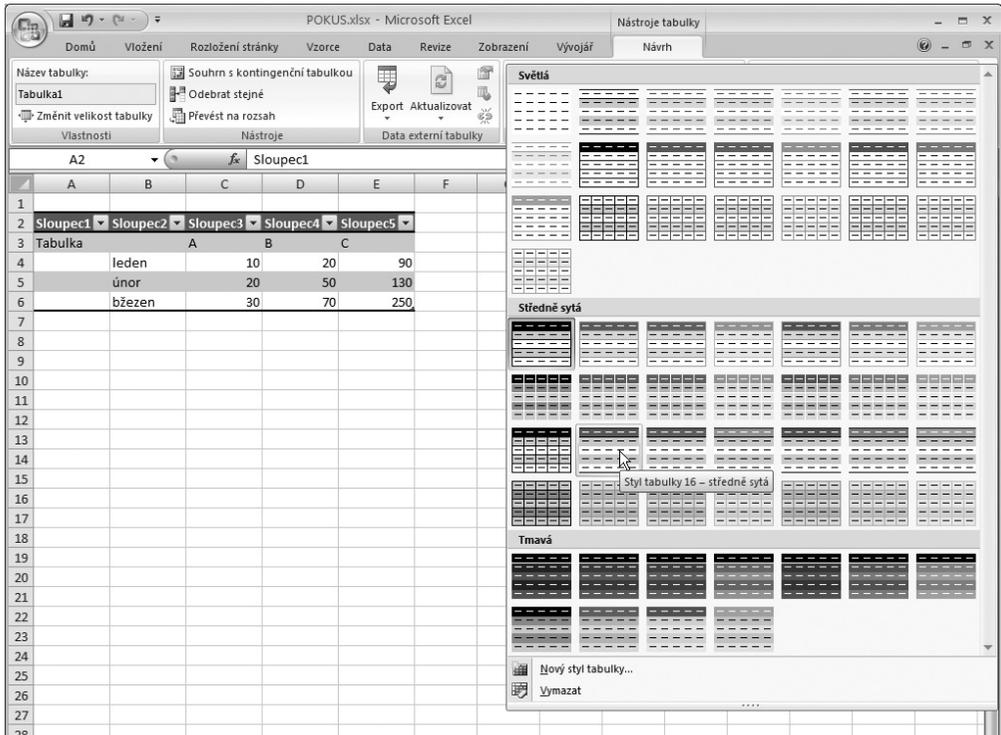 POKUS.xlsx - Microsoft Excel
Nástroje tabulky
Domů Vložení Rozložení stránky Vzorce Data Revize Zobrazení Vývojář Návrh
Název tabulky:
Tabulka1
Změnit velikost tabulky
Vlastnosti
Souhrn s kontingenční tabulkou
Odebrat stejné
Převést na rozsah
Nástroje
Export Aktualizovat
Data externí tabulky
A2 fx Sloupec1
A B C D E F
1
2 Sloupec1 Sloupec2 Sloupec3 Sloupec4 Sloupec5
3 Tabulka A B C
4 leden 10 20 90
5 únor 20 50 130
6 bžezen 30 70 250
7
8
9
10
11
12
13
14
15
16
17
18
19
20
21
22
23
24
25
26
27
28
Světlá
Středně sytá
Styl tabulky 16 – středně sytá
Tmavá
Nový styl tabulky...
Vymazat